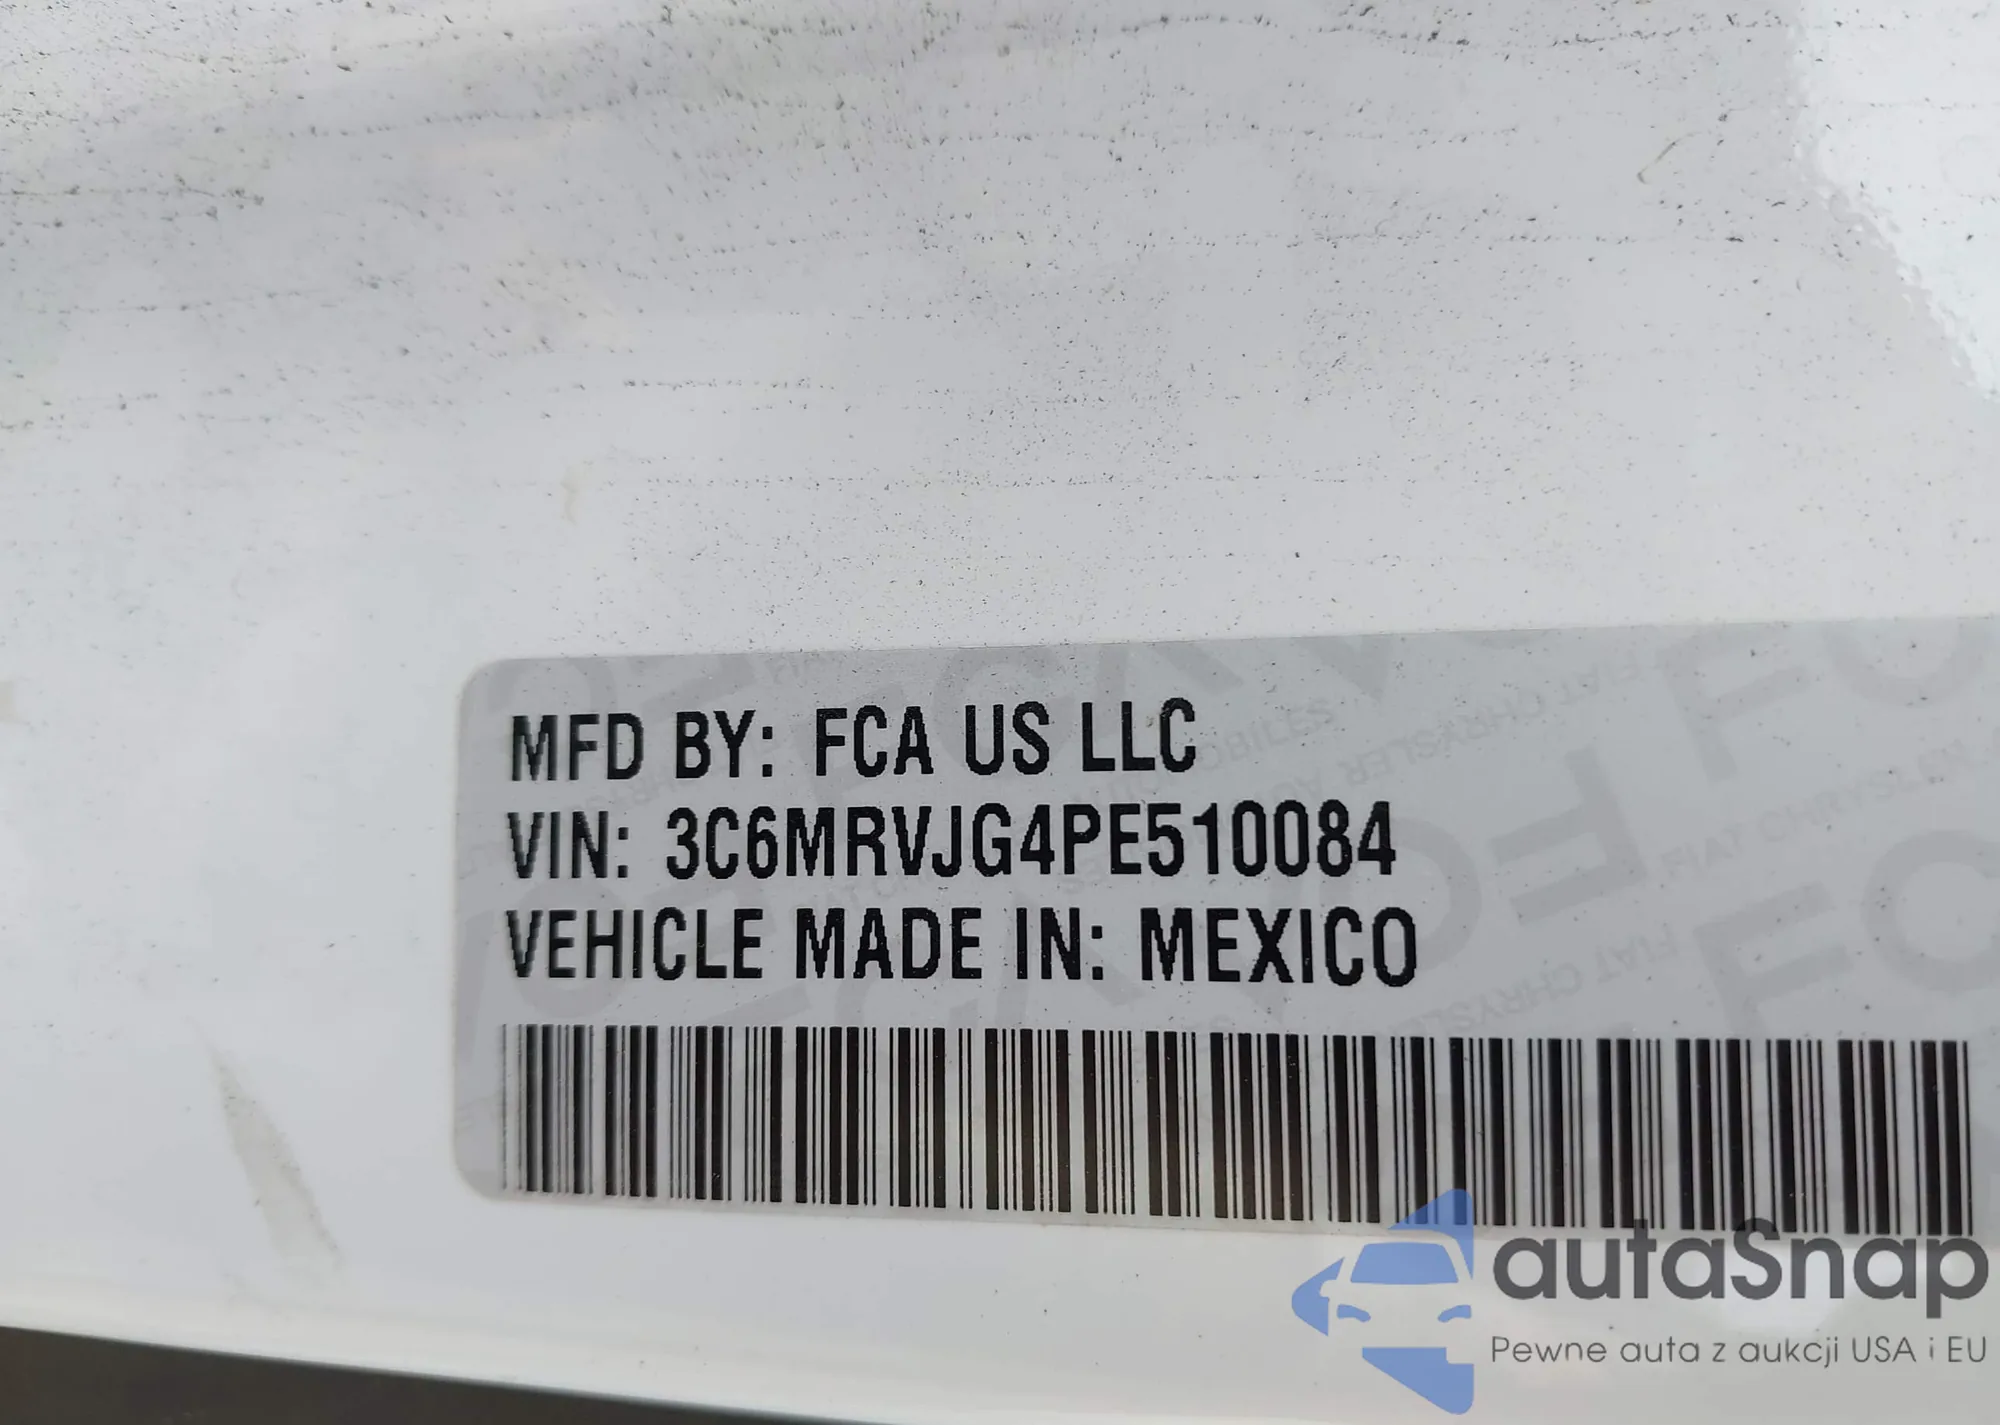 MFD BY: FCA US LLC
VIN: 3C6MRVJG4PE510084
VEHICLE MADE IN: MEXICO
autaSnap
Pewne auta z aukcji USA i EU